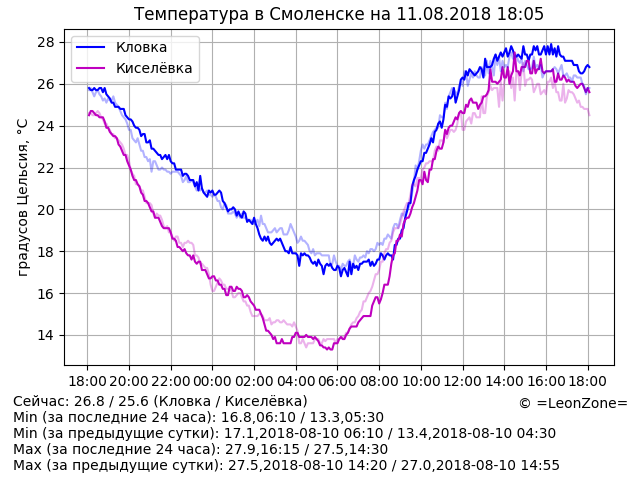 Температура в Смоленске на 11.08.2018 18:05
Кловка
Киселёвка
градусов Цельсия, °C
28
26
24
22
20
18
16
14
18:00 20:00 22:00 00:00 02:00 04:00 06:00 08:00 10:00 12:00 14:00 16:00 18:00
Сейчас: 26.8 / 25.6 (Кловка / Киселёвка)
© =LeonZone=
Min (за последние 24 часа): 16.8,06:10 / 13.3,05:30
Min (за предыдущие сутки): 17.1,2018-08-10 06:10 / 13.4,2018-08-10 04:30
Max (за последние 24 часа): 27.9,16:15 / 27.5,14:30
Max (за предыдущие сутки): 27.5,2018-08-10 14:20 / 27.0,2018-08-10 14:55